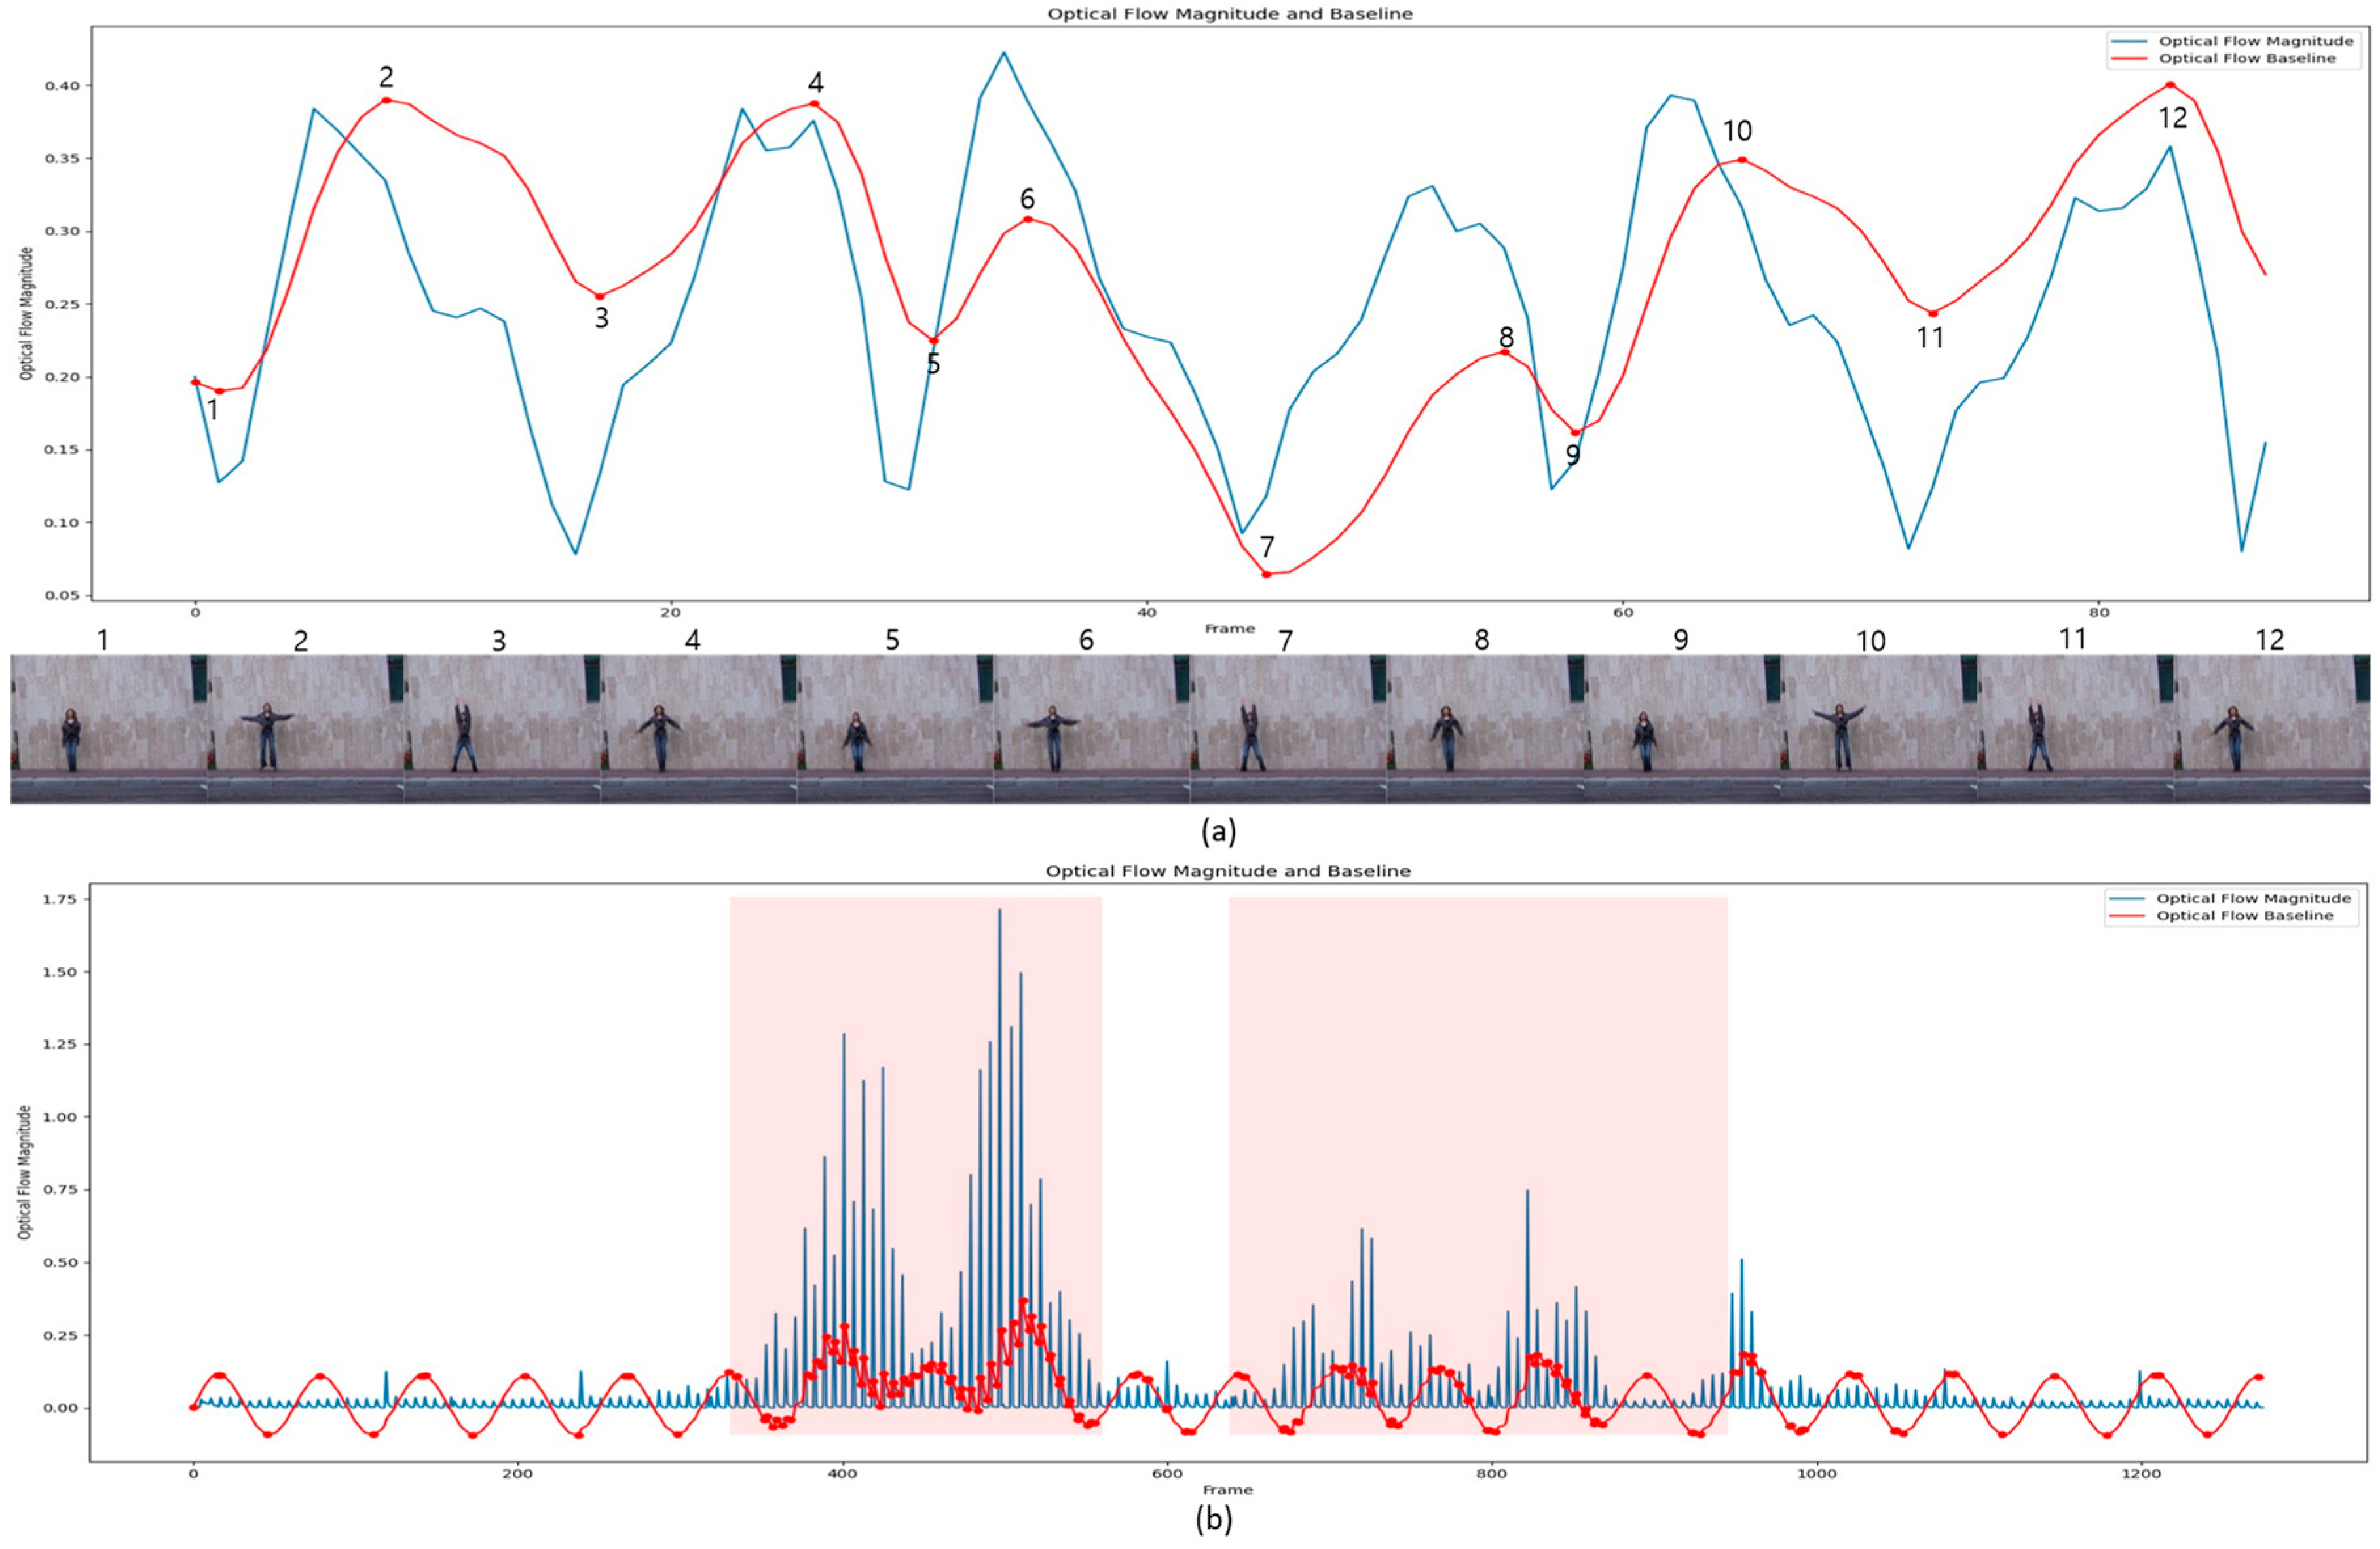 Optical Flow Magnitude and Baseline
Optical Flow Magnitude
Optical Flow Baseline
Optical Flow Magnitude
0.40
0.35
0.30
0.25
0.20
0.15
0.10
0.05
1
2
3
4
5
6
7
8
9
10
11
12
0 20 40 60 80
Frame
1 2 3 4 5 6 7 8 9 10 11 12
(a)
Optical Flow Magnitude and Baseline
Optical Flow Magnitude
Optical Flow Baseline
Optical Flow Magnitude
1.75
1.50
1.25
1.00
0.75
0.50
0.25
0.00
0 200 400 600 800 1000 1200
Frame
(b)